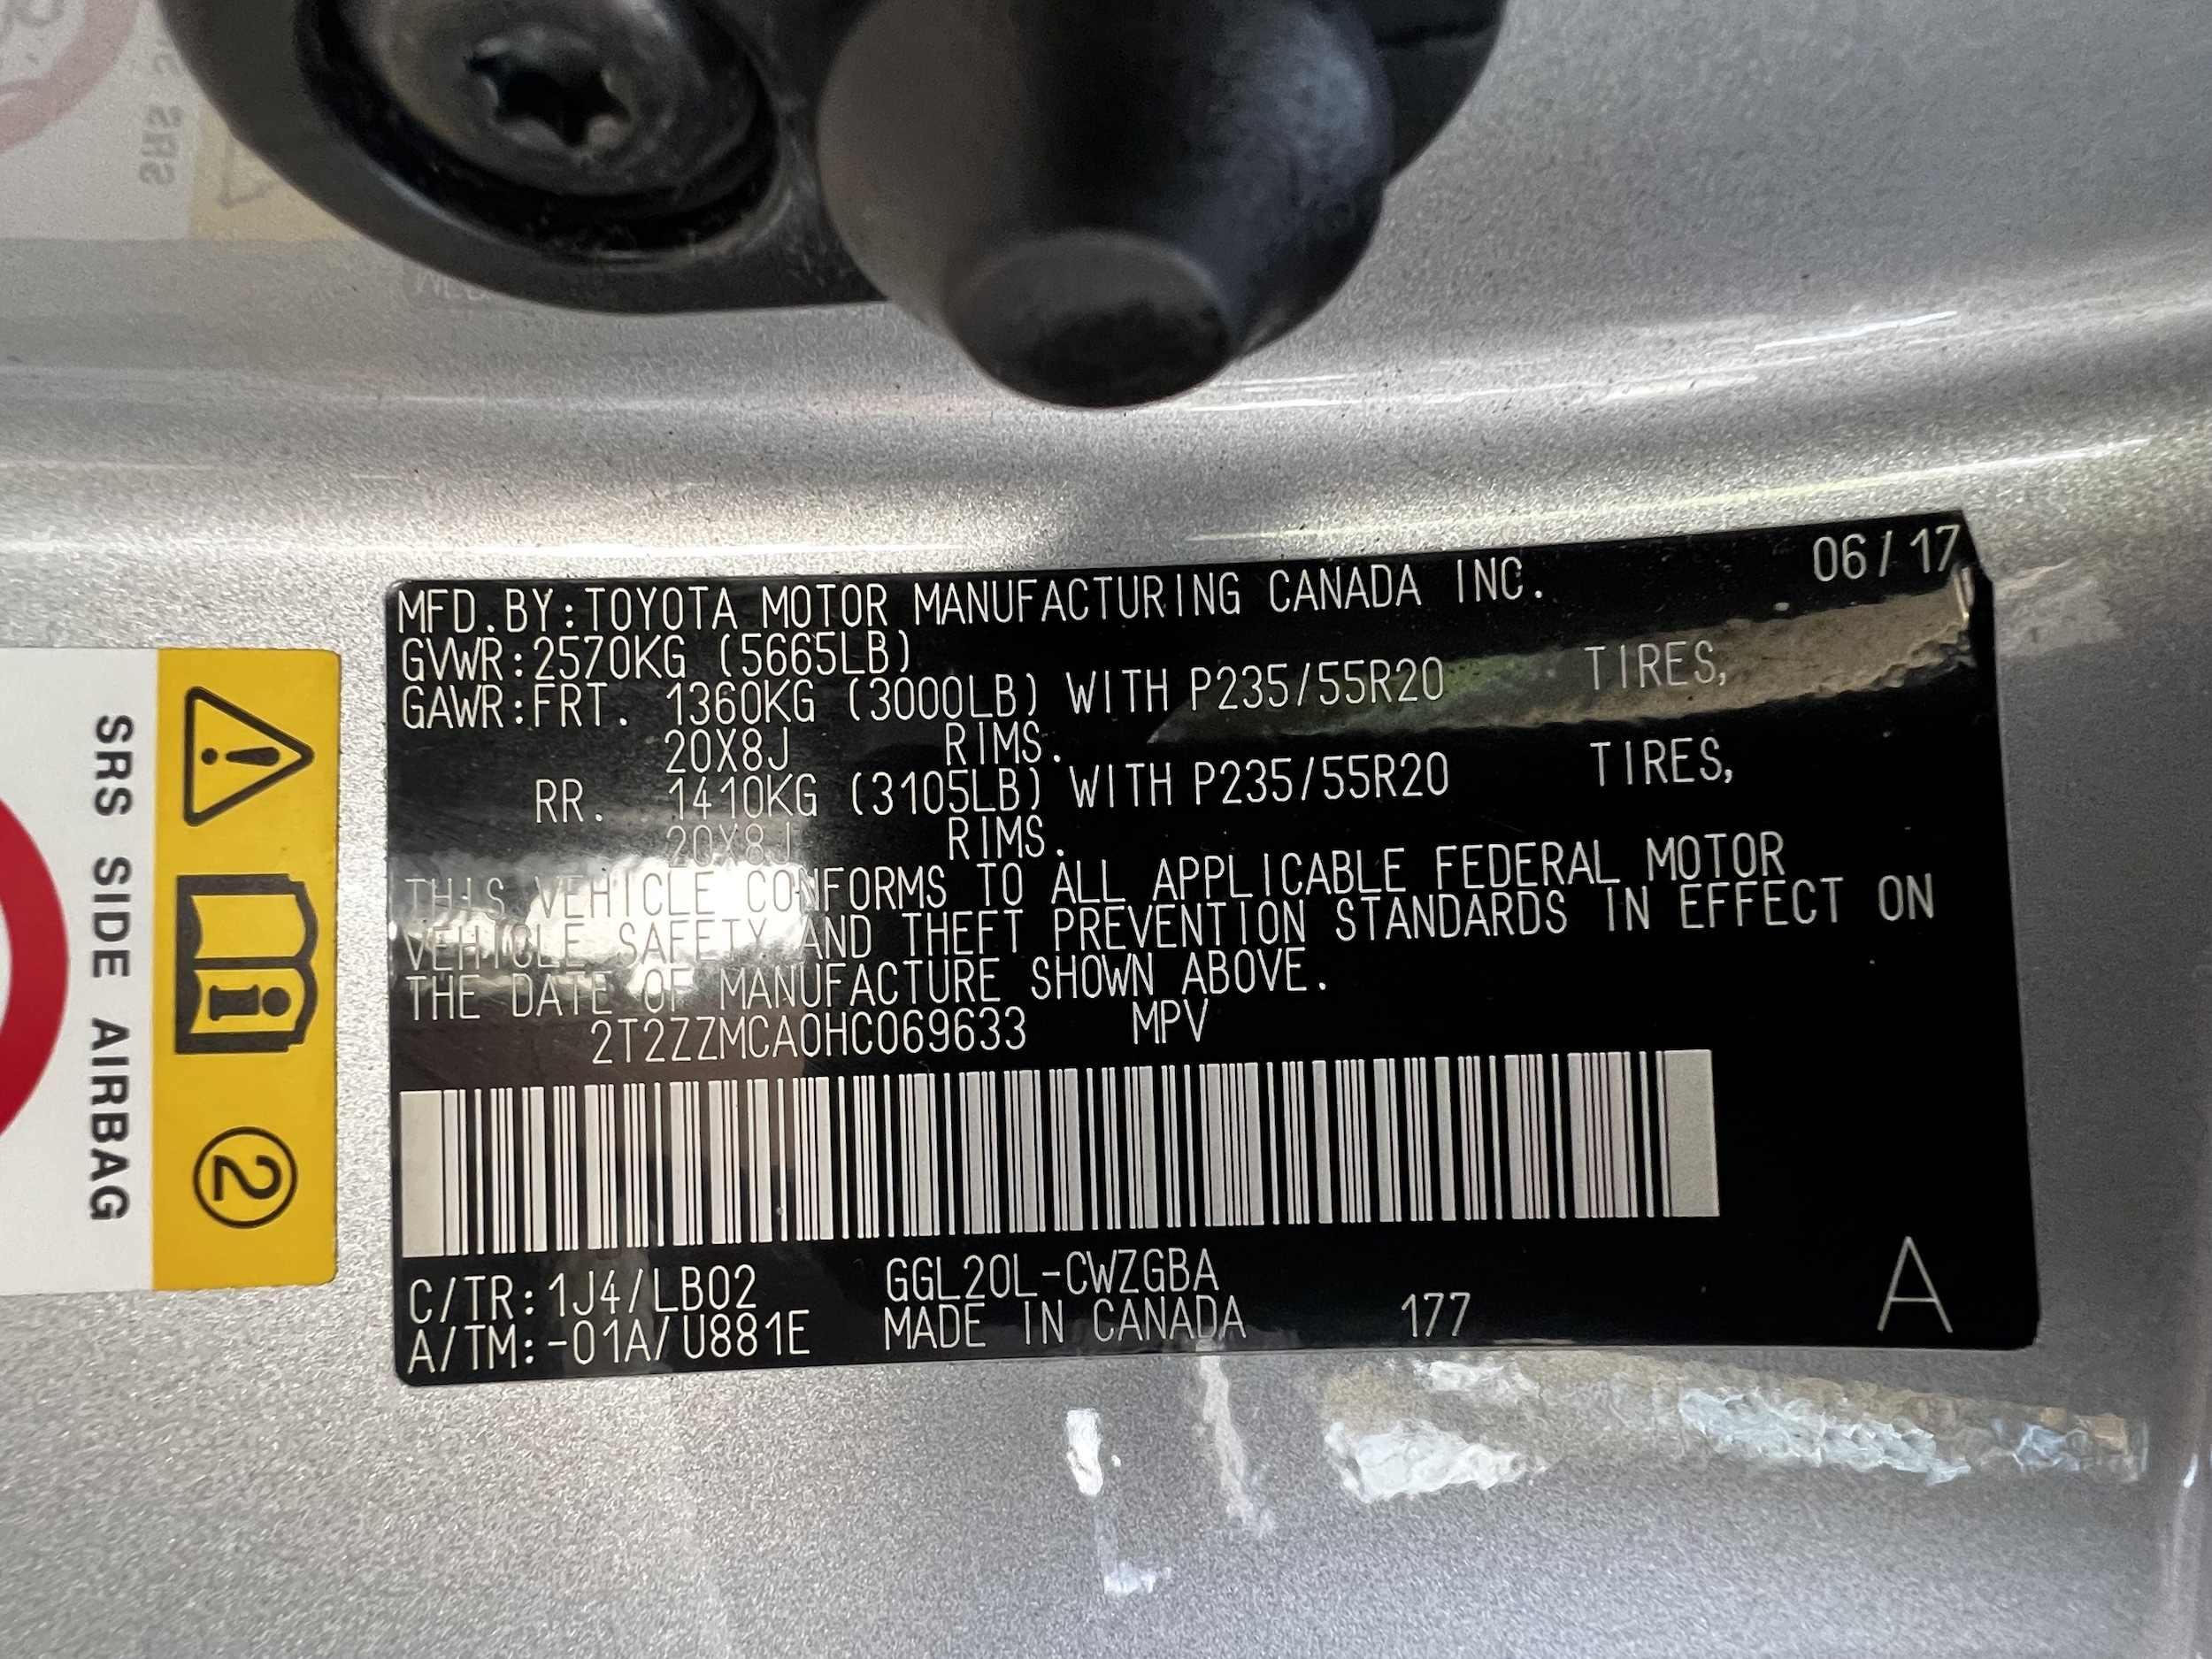 MFD.BY:TOYOTA MOTOR MANUFACTURING CANADA INC. 06/17
GVWR:2570KG (5665LB)
GAWR:FRT. 1360KG (3000LB) WITH P235/55R20 TIRES,
20X8J RIMS.
RR. 1410KG (3105LB) WITH P235/55R20 TIRES,
20X8J RIMS.
THIS VEHICLE CONFORMS TO ALL APPLICABLE FEDERAL MOTOR
VEHICLE SAFETY AND THEFT PREVENTION STANDARDS IN EFFECT ON
THE DATE OF MANUFACTURE SHOWN ABOVE.
2T2ZZMCA0HC069633 MPV
C/TR:1J4/LB02 GGL20L-CWZGBA
A/TM:-01A/U881E MADE IN CANADA 177 A
SRS SIDE AIRBAG
2
SRS